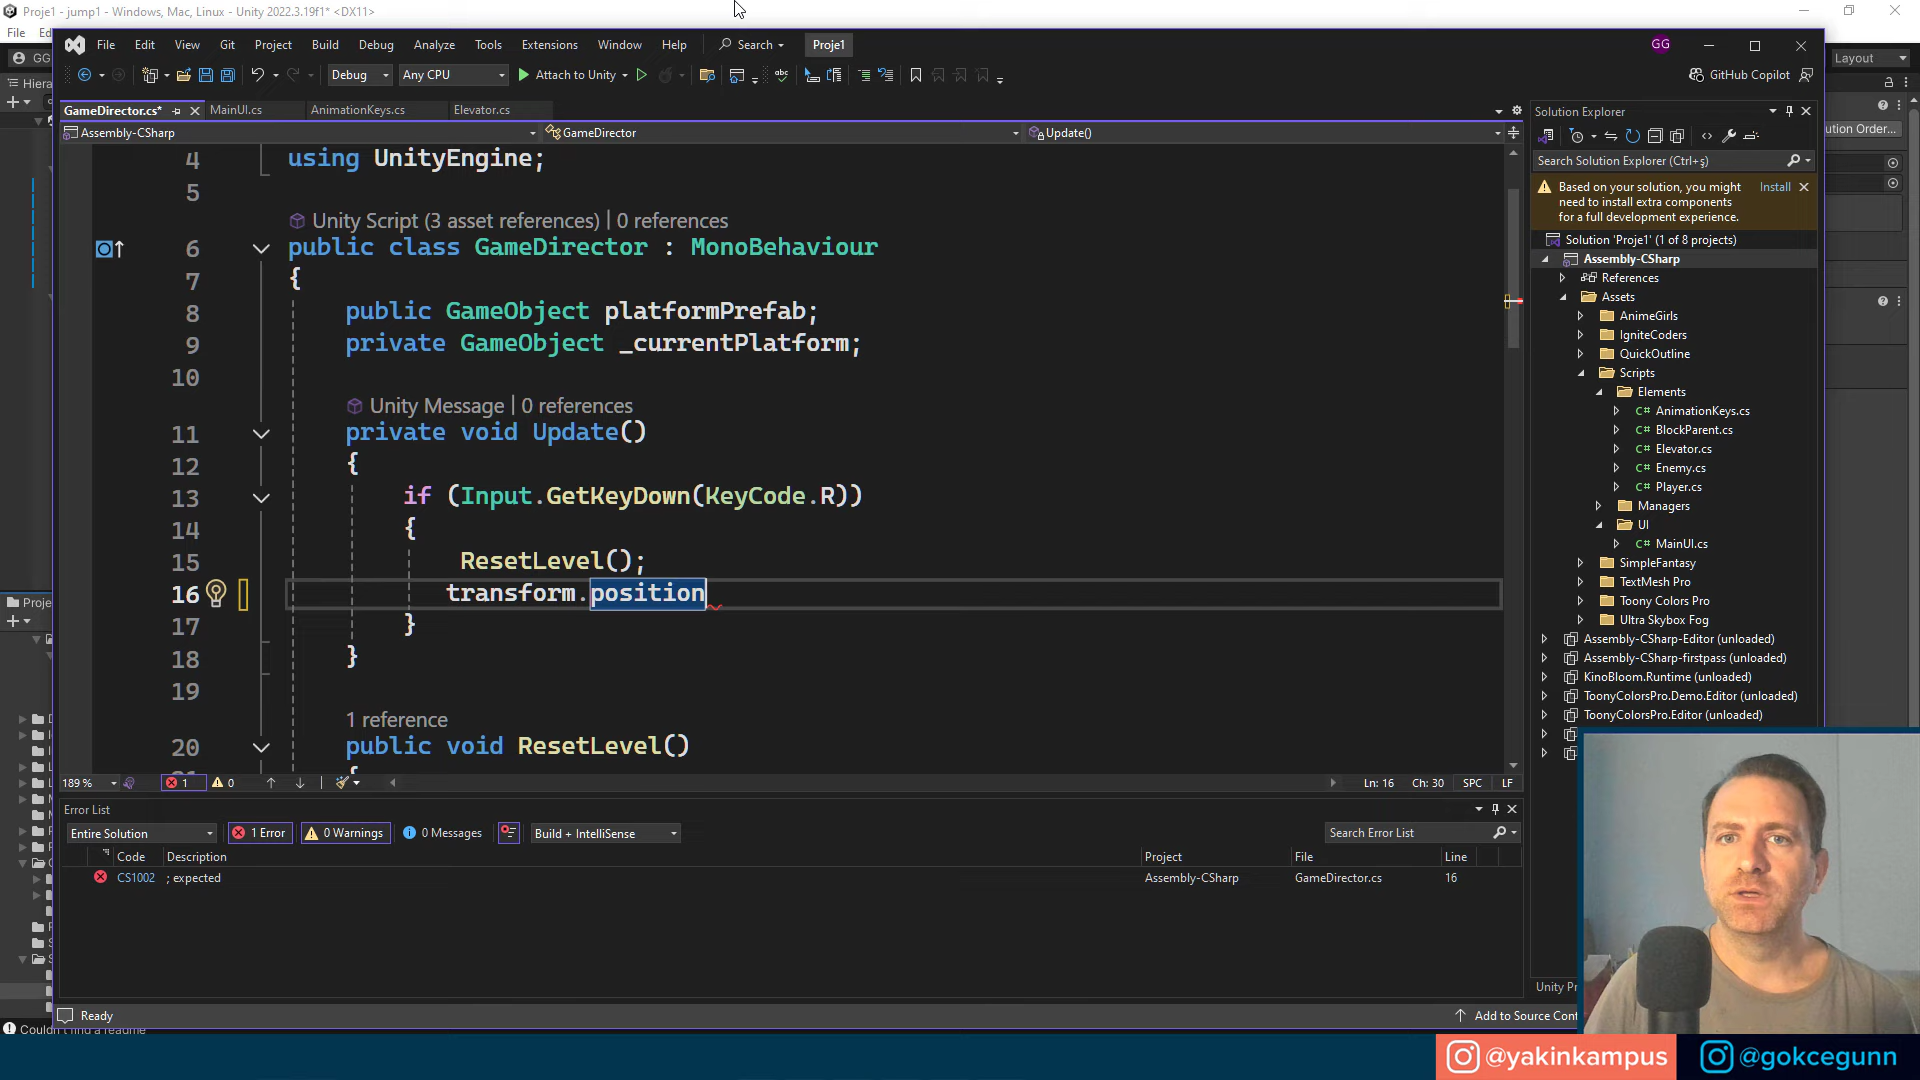 Proje1 - jump1 - Windows, Mac, Linux - Unity 2022.3.19f1* <DX11>
File Ed
File Edit View Git Project Build Debug Analyze Tools Extensions Window Help Search Proje1 GG
GG Layout
Debug Any CPU Attach to Unity GitHub Copilot
Hiera
GameDirector.cs* MainUI.cs AnimationKeys.cs Elevator.cs
Assembly-CSharp GameDirector Update()
ution Order...
4 using UnityEngine;
5
Unity Script (3 asset references) | 0 references
6 public class GameDirector : MonoBehaviour
7 {
8 public GameObject platformPrefab;
9 private GameObject _currentPlatform;
10
Unity Message | 0 references
11 private void Update()
12 {
13 if (Input.GetKeyDown(KeyCode.R))
14 {
15 ResetLevel();
16 transform.position
17 }
18 }
19
1 reference
20 public void ResetLevel()
{
189 % 1 0 Ln: 16 Ch: 30 SPC LF
Solution Explorer
Search Solution Explorer (Ctrl+ş)
Based on your solution, you might need to install extra components for a full development experience. Install
Solution 'Proje1' (1 of 8 projects)
Assembly-CSharp
References
Assets
AnimeGirls
IgniteCoders
QuickOutline
Scripts
Elements
C# AnimationKeys.cs
C# BlockParent.cs
C# Elevator.cs
C# Enemy.cs
C# Player.cs
Managers
UI
C# MainUI.cs
SimpleFantasy
TextMesh Pro
Toony Colors Pro
Ultra Skybox Fog
Assembly-CSharp-Editor (unloaded)
Assembly-CSharp-firstpass (unloaded)
KinoBloom.Runtime (unloaded)
ToonyColorsPro.Demo.Editor (unloaded)
ToonyColorsPro.Editor (unloaded)
Proje
Error List
Entire Solution 1 Error 0 Warnings 0 Messages Build + IntelliSense Search Error List
Code Description Project File Line
CS1002 ; expected Assembly-CSharp GameDirector.cs 16
Unity Pr
Ready Add to Source Cont
Couldn't find a readme
@yakinkampus @gokcegunn